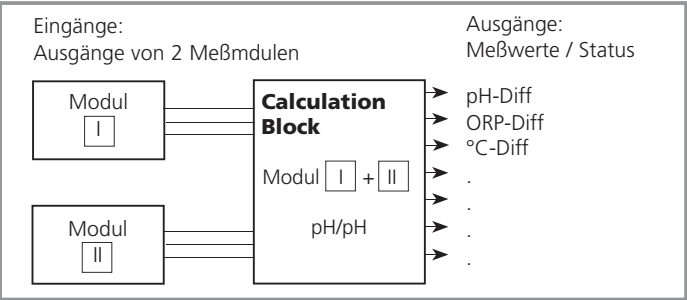 Eingänge:
Ausgänge von 2 Meßmdulen
Modul
I
Modul
II
Calculation
Block
Modul I + II
pH/pH
Ausgänge:
Meßwerte / Status
pH-Diff
ORP-Diff
°C-Diff
.
.
.
.